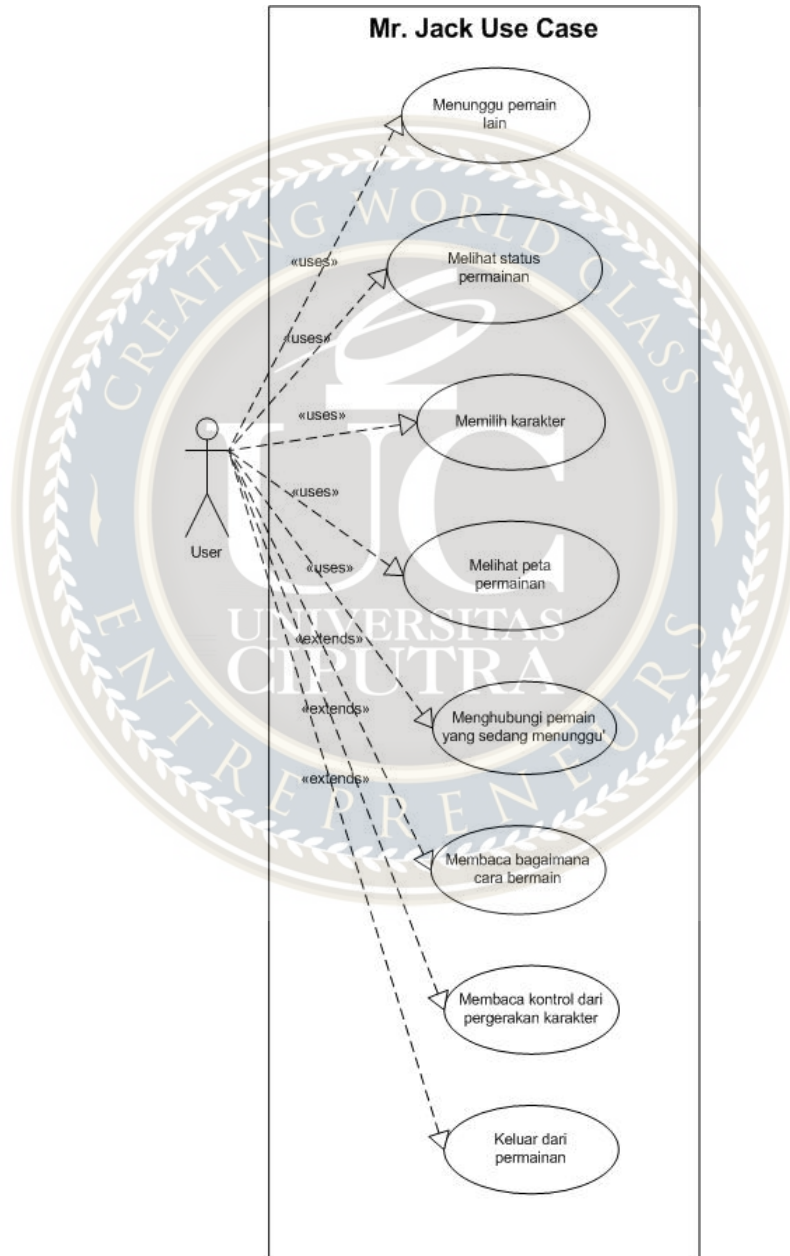 Mr. Jack Use Case
Menunggu pemain
lain
CREATING WORLD CLASS
«uses»
Melihat status
permainan
«uses»
«uses»
Memilih karakter
«uses»
User
«uses»
Melihat peta
permainan
UC
UNIVERSITAS
CIPUTRA
«extends»
Menghubungi pemain
yang sedang menunggu'
«extends»
«extends»
ENTREPRENEURS
Membaca bagaimana
cara bermain
Membaca kontrol dari
pergerakan karakter
Keluar dari
permainan